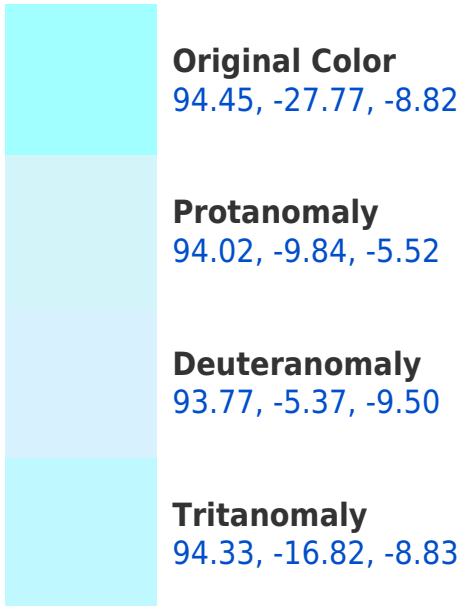 Original Color
94.45, -27.77, -8.82
Protanomaly
94.02, -9.84, -5.52
Deuteranomaly
93.77, -5.37, -9.50
Tritanomaly
94.33, -16.82, -8.83